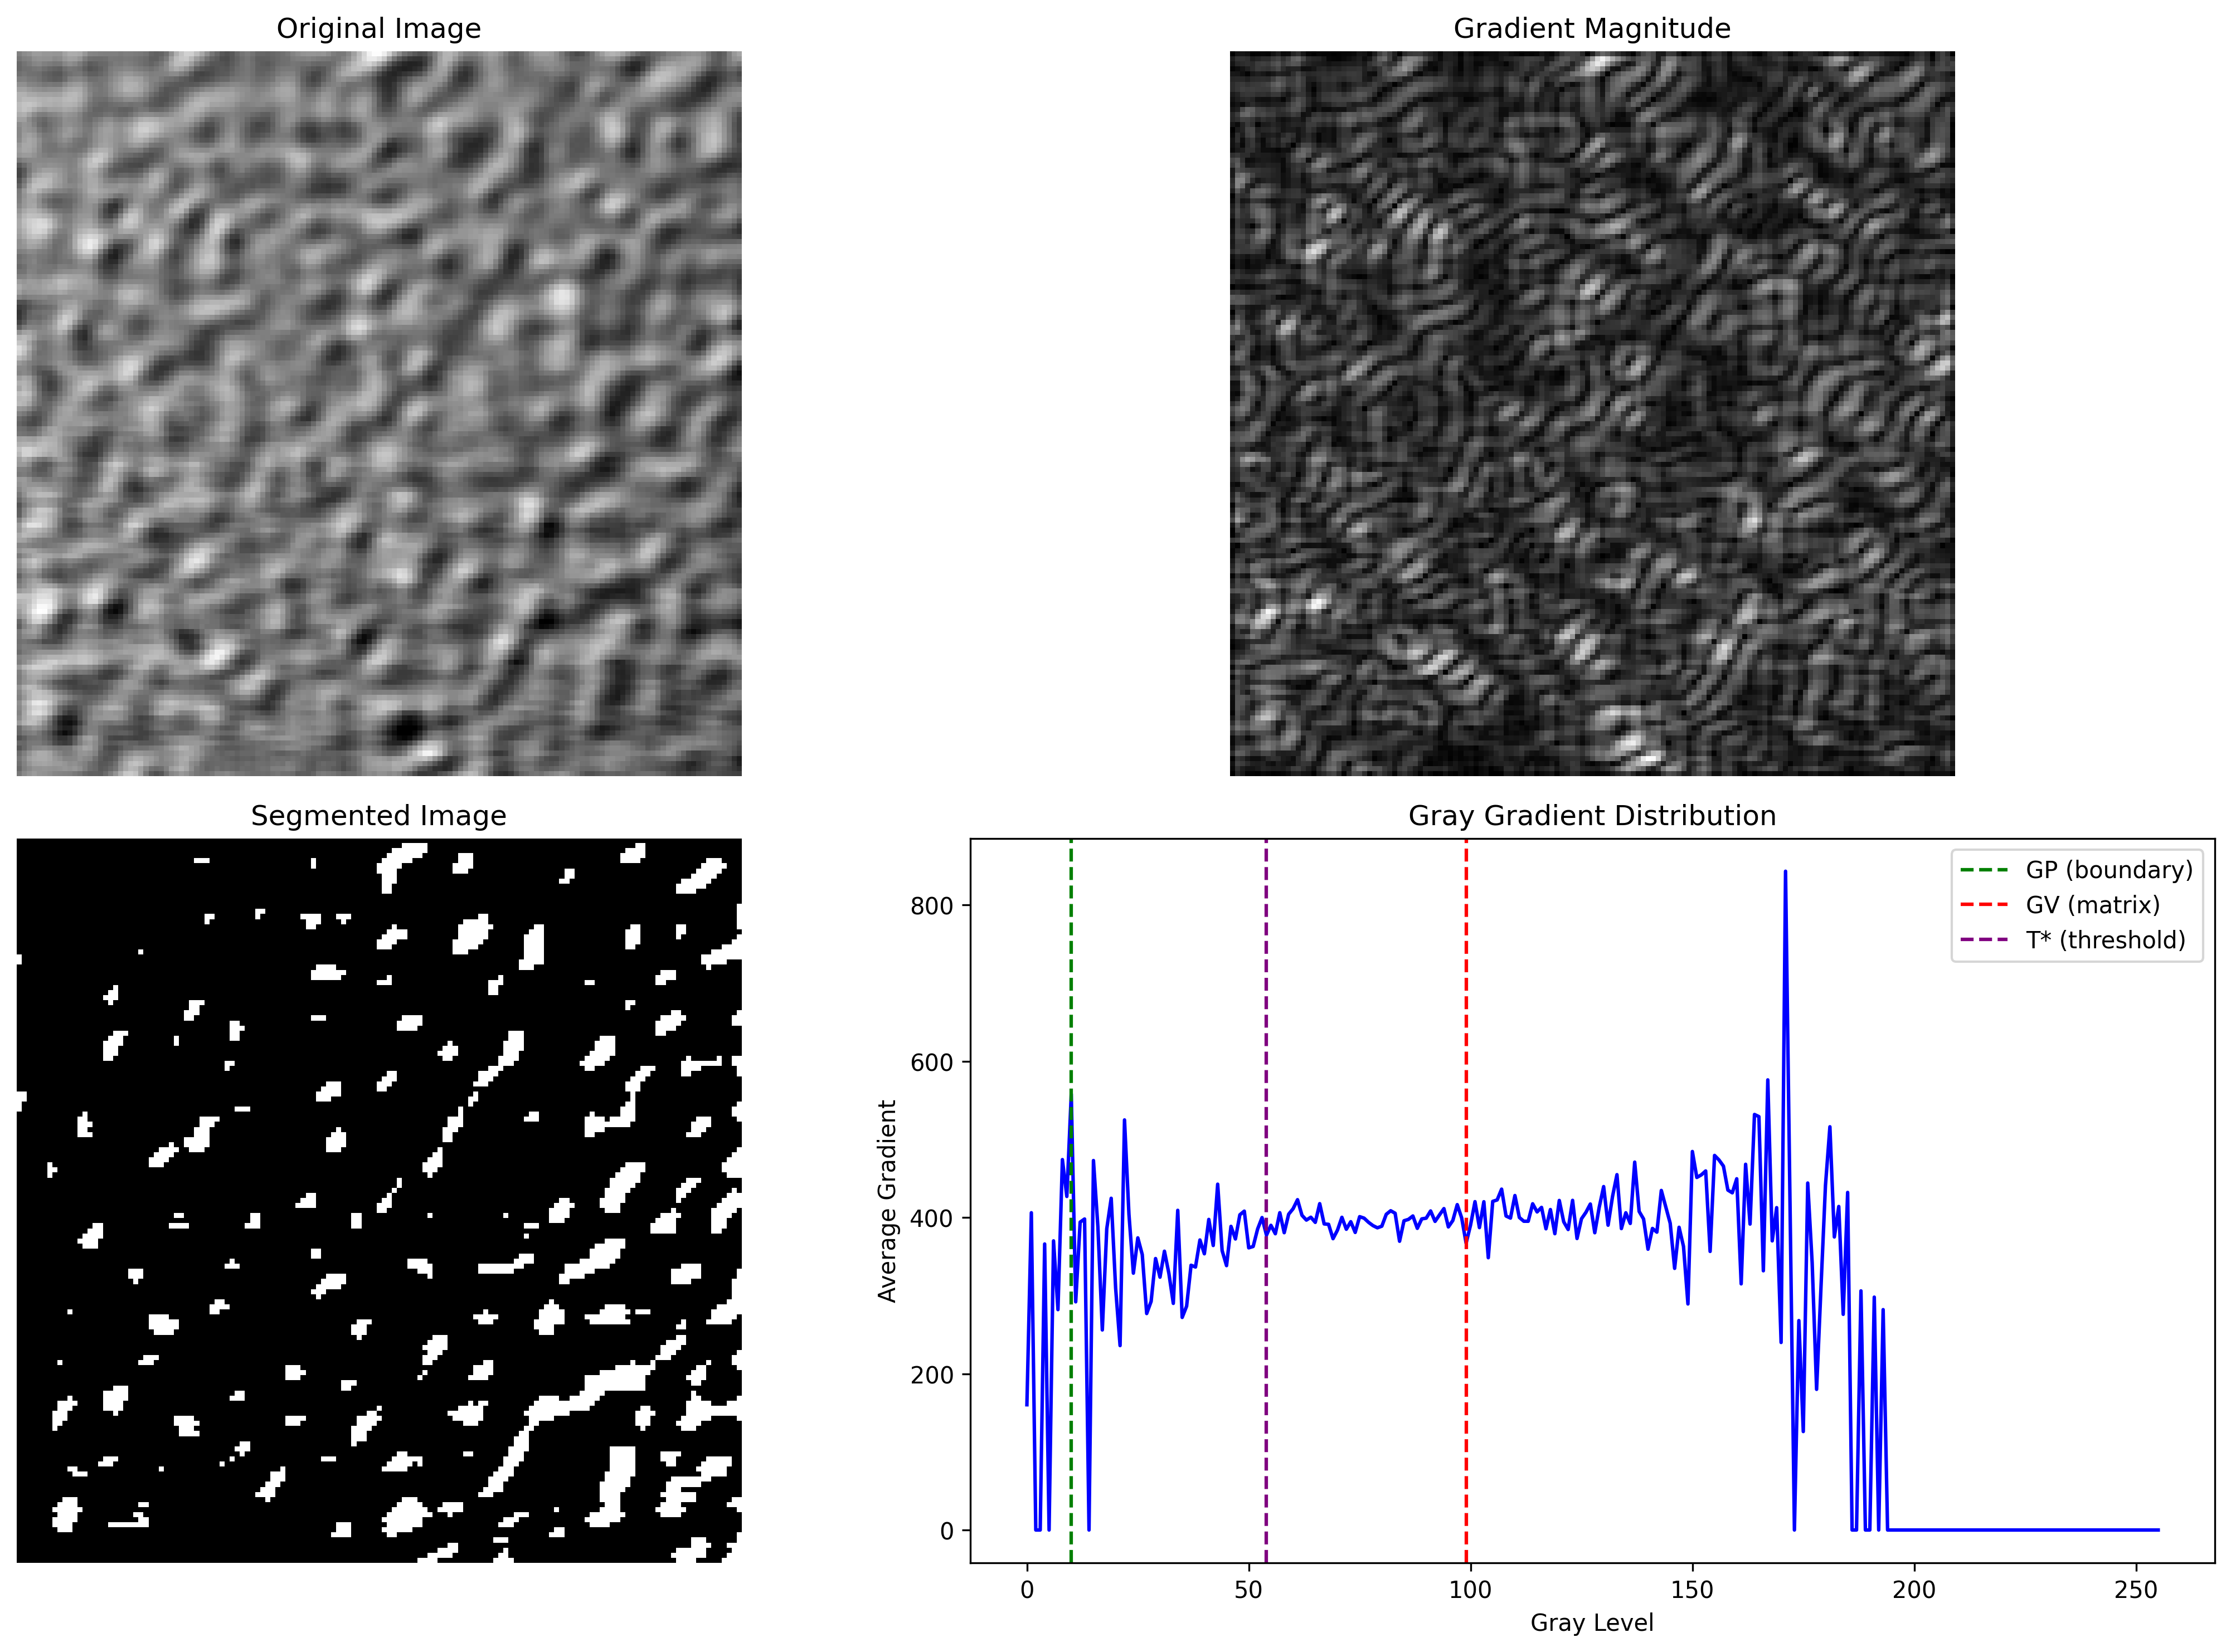 Original Image
Gradient Magnitude
Segmented Image
Gray Gradient Distribution
GP (boundary)
GV (matrix)
T* (threshold)
Average Gradient
800
600
400
200
0
0 50 100 150 200 250
Gray Level